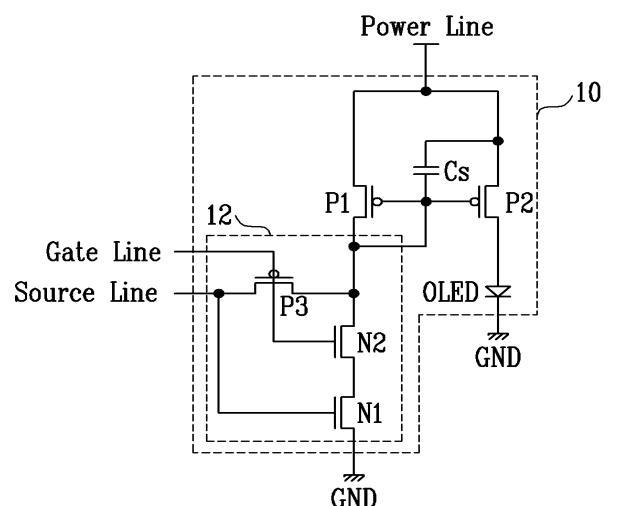 Power Line
10
Cs
P1
P2
12
Gate Line
Source Line
P3
OLED
N2
GND
N1
GND